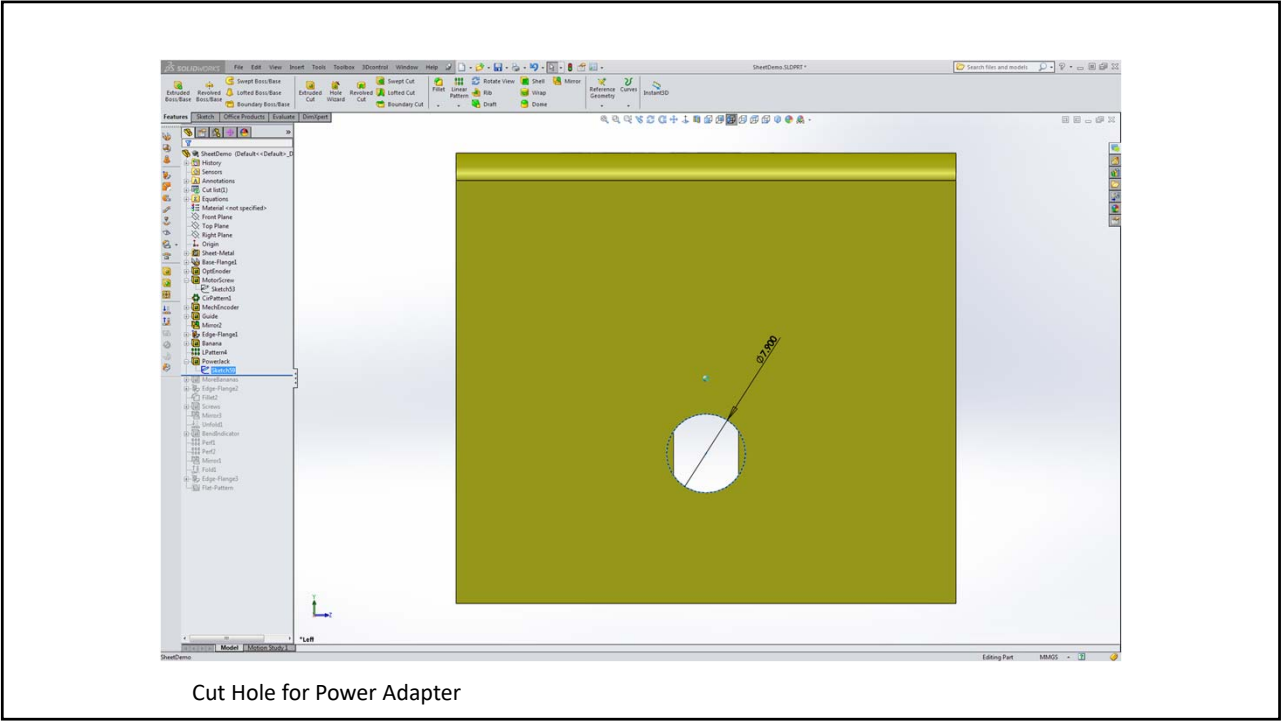 SOLIDWORKS File Edit View Insert Tools Toolbox 3Dcontrol Window Help SheetDemo.SLDPRT * Search files and models
Extruded Boss/Base Revolved Boss/Base Swept Boss/Base Lofted Boss/Base Boundary Boss/Base Extruded Cut Hole Wizard Revolved Cut Swept Cut Lofted Cut Boundary Cut Fillet Linear Pattern Rotate View Rib Draft Shell Wrap Dome Mirror Reference Geometry Curves Instant3D
Features Sketch Office Products Evaluate DimXpert
SheetDemo (Default<<Default>_D
History
Sensors
Annotations
Cut list(1)
Equations
Material <not specified>
Front Plane
Top Plane
Right Plane
Origin
Sheet-Metal
Base-Flange1
OptEnoder
MotorScrew
Sketch53
CirPattern1
MechEncoder
Guide
Mirror2
Edge-Flange1
Banana
LPattern4
PowerJack
Sketch59
MoreBananas
Edge-Flange2
Fillet2
Screws
Mirror3
Unfold1
BendIndicator
Perf1
Perf2
Mirror1
Fold1
Edge-Flange3
Flat-Pattern
Ø7.900
Y
Z
*Left
Model Motion Study 1
SheetDemo Editing Part MMGS
Cut Hole for Power Adapter